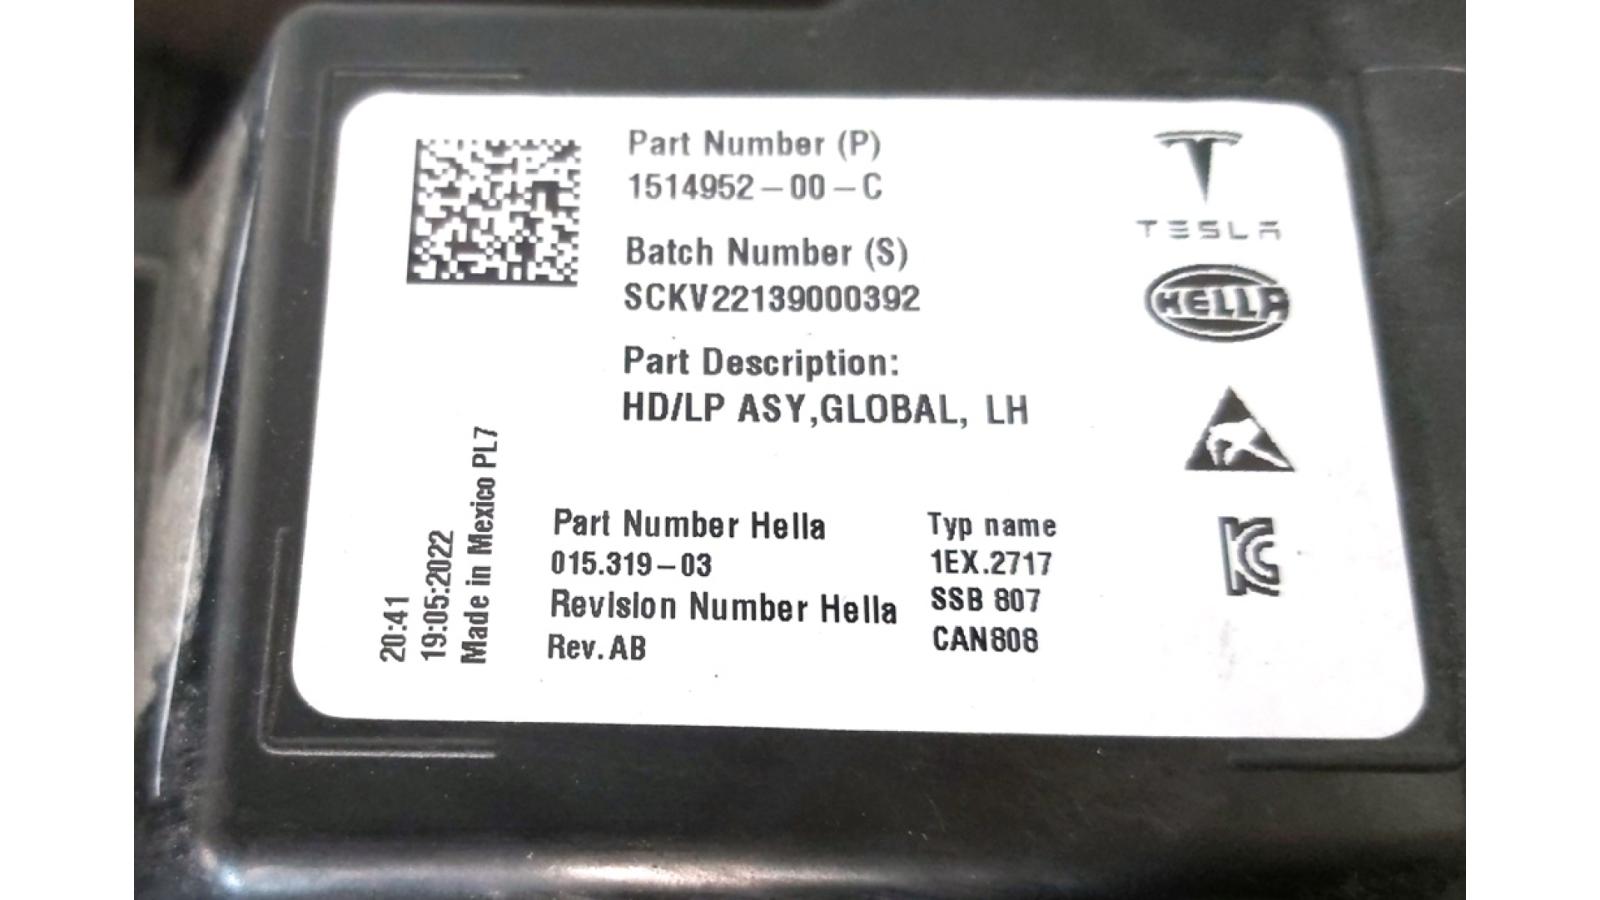 Part Number (P)
1514952-00-C
Batch Number (S)
SCKV22139000392
Part Description:
HD/LP ASY,GLOBAL, LH
TESLA
HELLA
20:41
19:05:2022
Made in Mexico PL7
Part Number Hella
015.319-03
Revision Number Hella
Rev.AB
Typ name
1EX.2717
SSB 807
CAN808
KC